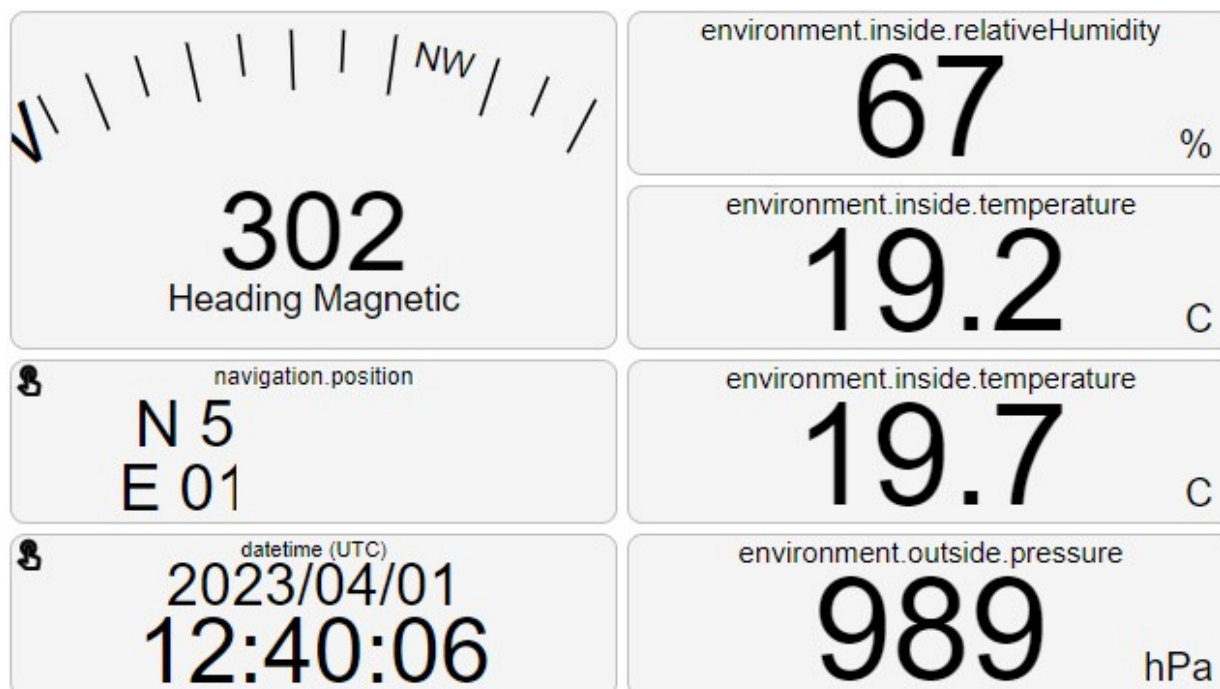 NW
302
Heading Magnetic
navigation.position
N 5
E 01
datetime (UTC)
2023/04/01
12:40:06
environment.inside.relativeHumidity
67
%
environment.inside.temperature
19.2
C
environment.inside.temperature
19.7
C
environment.outside.pressure
989
hPa